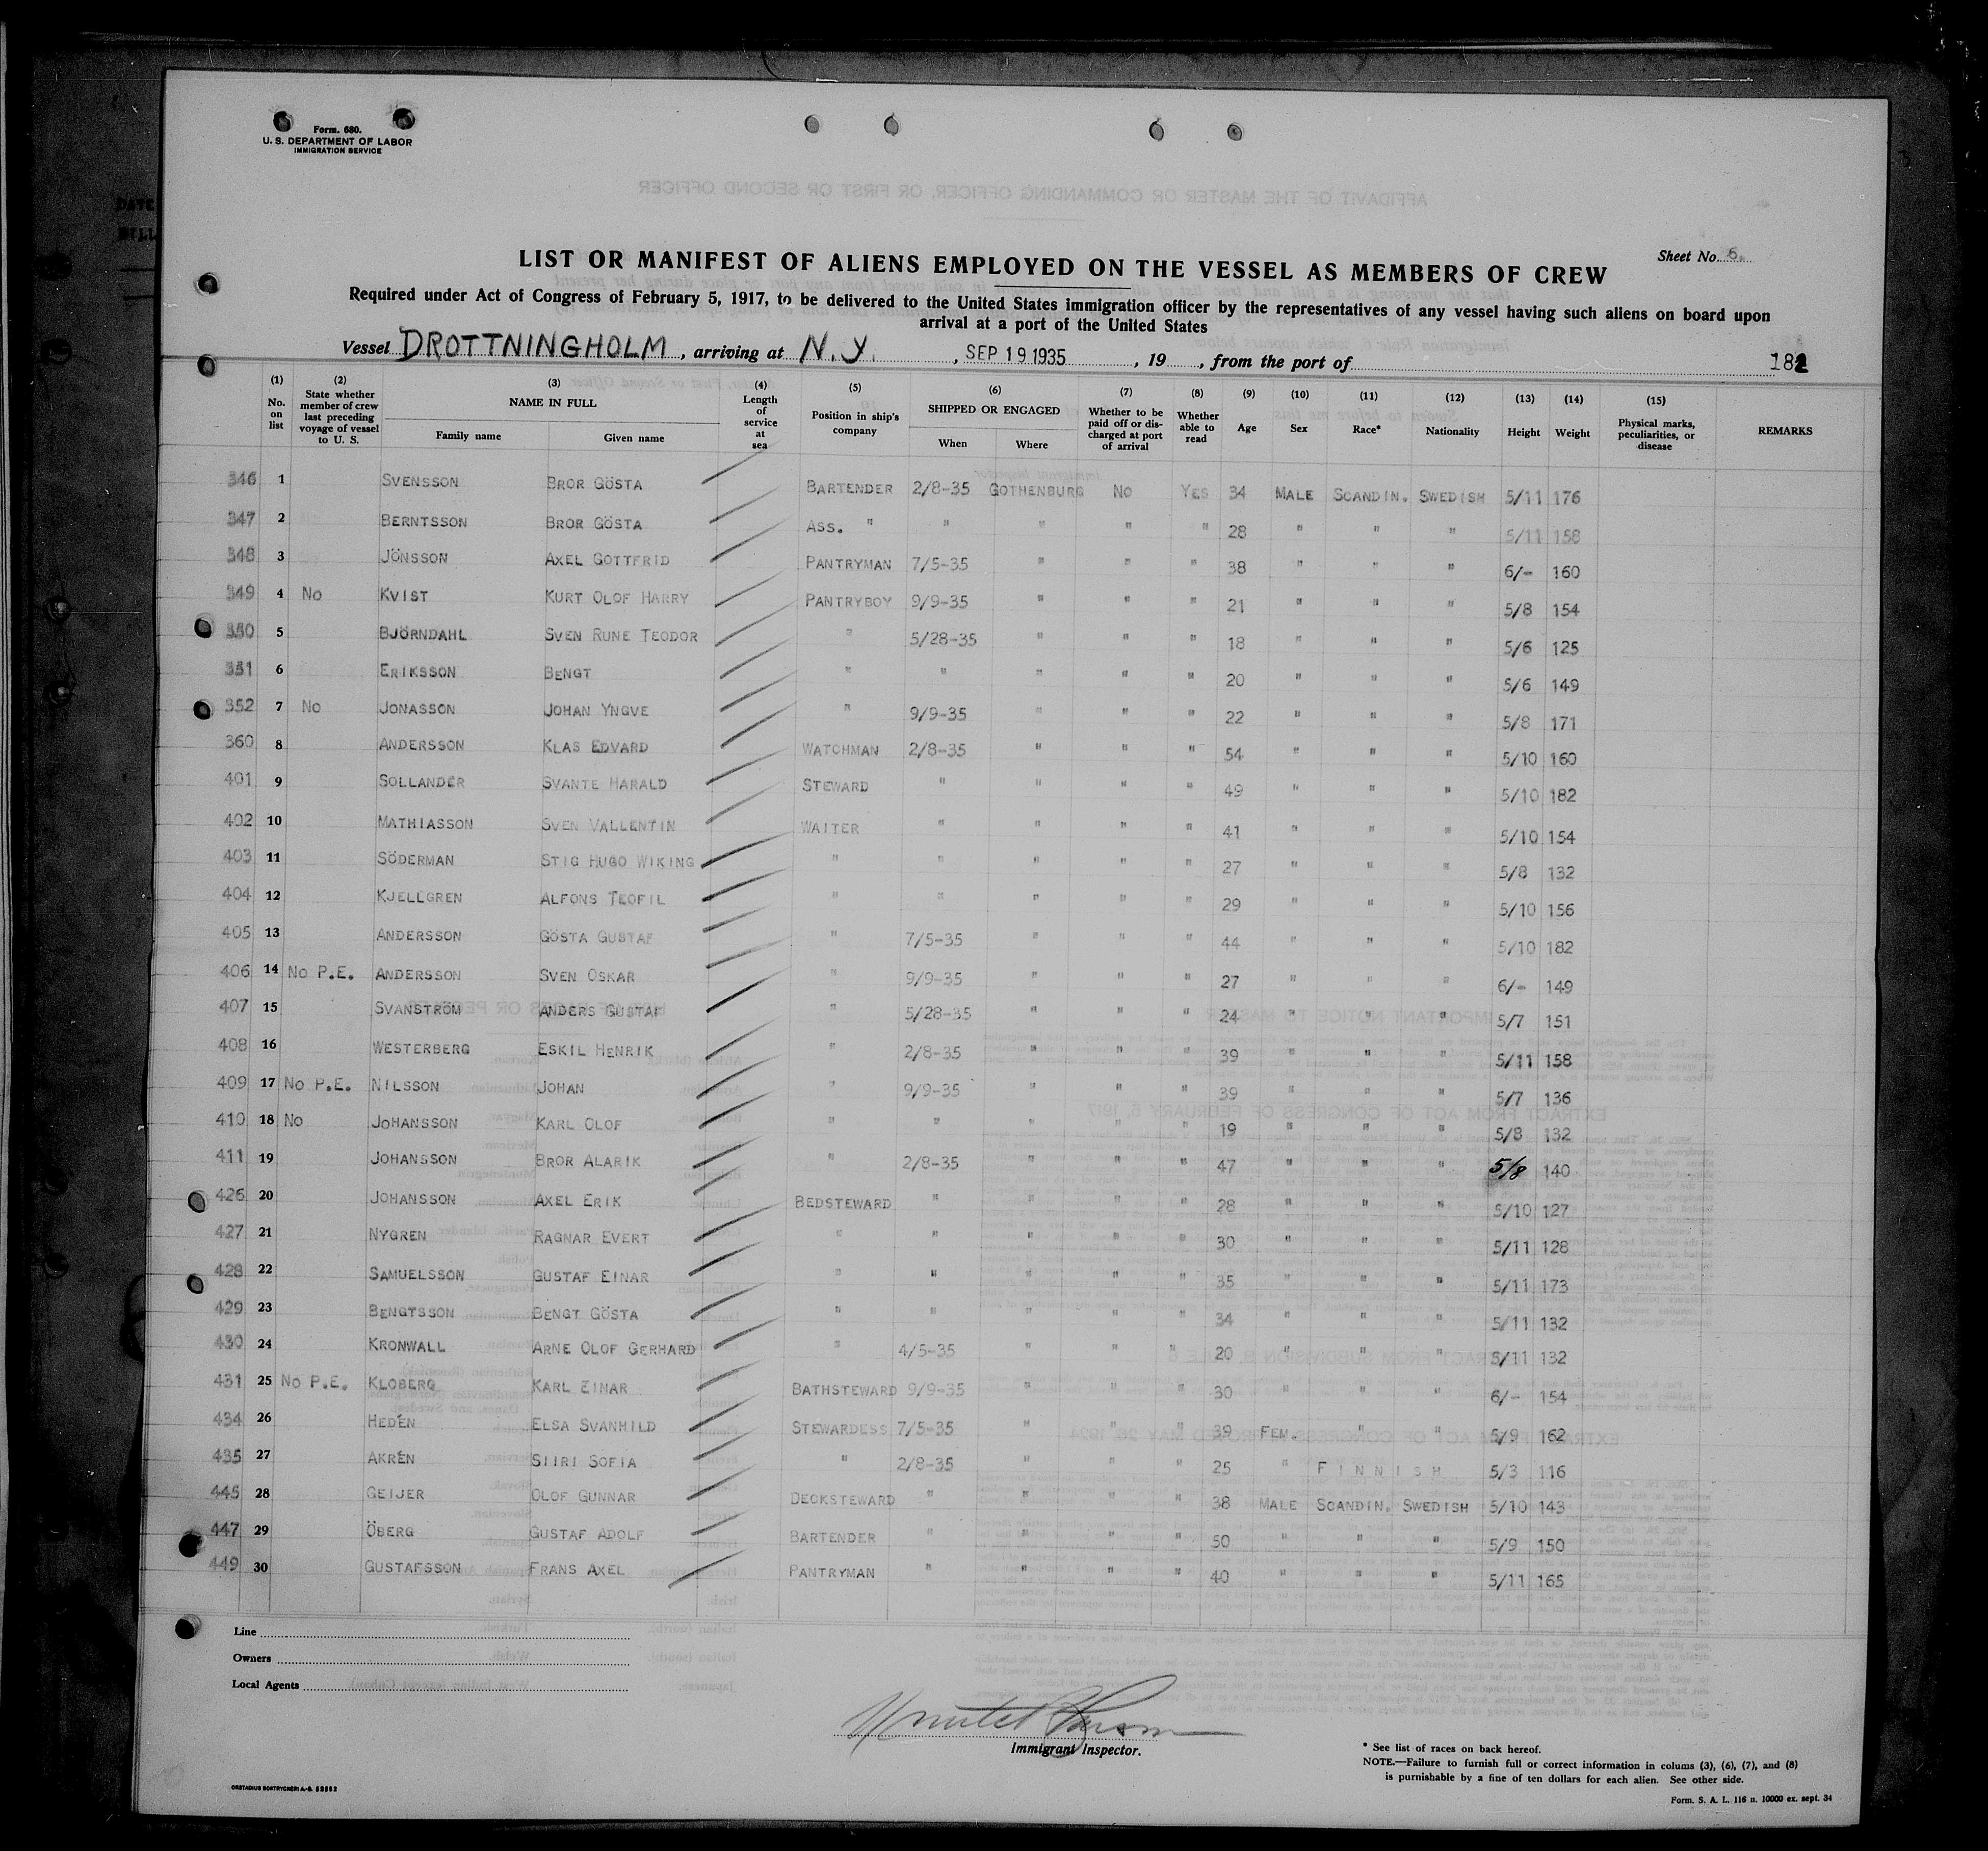 Form. 680.
U. S. DEPARTMENT OF LABOR
IMMIGRATION SERVICE
Sheet No. 6.
LIST OR MANIFEST OF ALIENS EMPLOYED ON THE VESSEL AS MEMBERS OF CREW
Required under Act of Congress of February 5, 1917, to be delivered to the United States immigration officer by the representatives of any vessel having such aliens on board upon
arrival at a port of the United States
Vessel DROTTNINGHOLM, arriving at N.Y., SEP 19 1935, 19, from the port of 182
(1) No. on list (2) State whether member of crew last preceding voyage of vessel to U. S. (3) NAME IN FULL Family name Given name (4) Length of service at sea (5) Position in ship's company (6) SHIPPED OR ENGAGED When Where (7) Whether to be paid off or discharged at port of arrival (8) Whether able to read (9) Age (10) Sex (11) Race* (12) Nationality (13) Height (14) Weight (15) Physical marks, peculiarities, or disease REMARKS
346 1 SVENSSON BROR GÖSTA BARTENDER 2/8-35 GOTHENBURG NO YES 34 MALE SCANDIN. SWEDISH 5/11 176
347 2 BERNTSSON BROR GÖSTA ASS. " " " " " 28 " " " 5/11 158
348 3 JÖNSSON AXEL GOTTFRID PANTRYMAN 7/5-35 " " " 38 " " " 6/- 160
349 4 NO KVIST KURT OLOF HARRY PANTRYBOY 9/9-35 " " " 21 " " " 5/8 154
350 5 BJÖRNDAHL SVEN RUNE TEODOR " 5/28-35 " " " 18 " " " 5/6 125
351 6 ERIKSSON BENGT " " " " " 20 " " " 5/6 149
352 7 NO JONASSON JOHAN YNGVE " 9/9-35 " " " 22 " " " 5/8 171
360 8 ANDERSSON KLAS EDVARD WATCHMAN 2/8-35 " " " 54 " " " 5/10 160
401 9 SOLLANDER SVANTE HARALD STEWARD " " " " 49 " " " 5/10 182
402 10 MATHIASSON SVEN VALLENTIN WAITER " " " " 41 " " " 5/10 154
403 11 SÖDERMAN STIG HUGO WIKING " " " " " 27 " " " 5/8 132
404 12 KJELLGREN ALFONS TEOFIL " " " " " 29 " " " 5/10 156
405 13 ANDERSSON GÖSTA GUSTAF " 7/5-35 " " " 44 " " " 5/10 182
406 14 NO P.E. ANDERSSON SVEN OSKAR " 9/9-35 " " " 27 " " " 6/- 149
407 15 SVANSTRÖM ANDERS GUSTAF " 5/28-35 " " " 24 " " " 5/7 151
408 16 WESTERBERG ESKIL HENRIK " 2/8-35 " " " 39 " " " 5/11 158
409 17 NO P.E. NILSSON JOHAN " 9/9-35 " " " 39 " " " 5/7 136
410 18 NO JOHANSSON KARL OLOF " " " " " 19 " " " 5/8 132
411 19 JOHANSSON BROR ALARIK " 2/8-35 " " " 47 " " " 5/8 140
426 20 JOHANSSON AXEL ERIK BEDSTEWARD " " " " 28 " " " 5/10 127
427 21 NYGREN RAGNAR EVERT " " " " " 30 " " " 5/11 128
428 22 SAMUELSSON GUSTAF EINAR " " " " " 35 " " " 5/11 173
429 23 BENGTSSON BENGT GÖSTA " " " " " 34 " " " 5/11 132
430 24 KRONWALL ARNE OLOF GERHARD " 4/5-35 " " " 20 " " " 5/11 132
431 25 NO P.E. KLOBERG KARL EINAR BATHSTEWARD 9/9-35 " " " 30 " " " 6/- 154
434 26 HEDÉN ELSA SVANHILD STEWARDESS 7/5-35 " " " 39 FEM. " " 5/9 162
435 27 AKRÉN SIIRI SOFIA " 2/8-35 " " " 25 " FINNISH 5/3 116
445 28 GEIJER OLOF GUNNAR DECKSTEWARD " " " " 38 MALE SCANDIN. SWEDISH 5/10 143
447 29 ÖBERG GUSTAF ADOLF BARTENDER " " " " 50 " " " 5/9 150
449 30 GUSTAFSSON FRANS AXEL PANTRYMAN " " " " 40 " " " 5/11 165
Line
Owners
Local Agents
Immigrant Inspector.
* See list of races on back hereof.
NOTE.—Failure to furnish full or correct information in colums (3), (6), (7), and (8)
is punishable by a fine of ten dollars for each alien. See other side.
Form. S. A. L. 116 n. 10000 ex. sept. 34